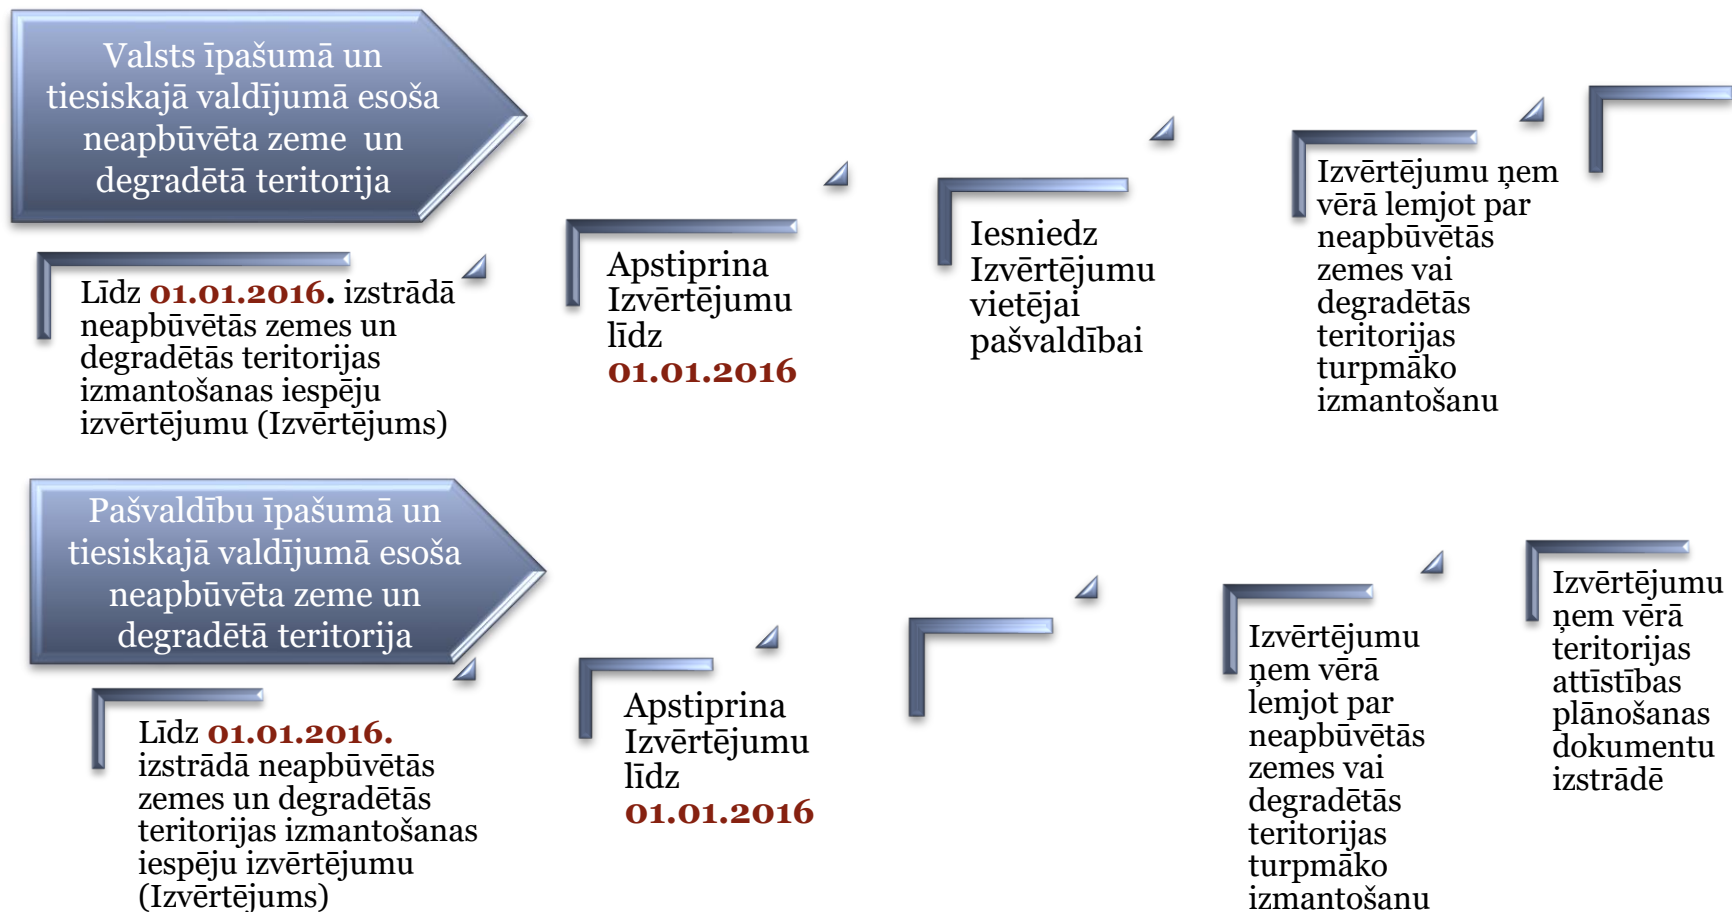 Valsts īpašumā un
tiesiskajā valdījumā esoša
neapbūvēta zeme un
degradētā teritorija
Līdz 01.01.2016. izstrādā
neapbūvētās zemes un
degradētās teritorijas
izmantošanas iespēju
izvērtējumu (Izvērtējums)
Apstiprina
Izvērtējumu
līdz
01.01.2016
Iesniedz
Izvērtējumu
vietējai
pašvaldībai
Izvērtējumu ņem
vērā lemjot par
neapbūvētās
zemes vai
degradētās
teritorijas
turpmāko
izmantošanu
Pašvaldību īpašumā un
tiesiskajā valdījumā esoša
neapbūvēta zeme un
degradētā teritorija
Līdz 01.01.2016.
izstrādā neapbūvētās
zemes un degradētās
teritorijas izmantošanas
iespēju izvērtējumu
(Izvērtējums)
Apstiprina
Izvērtējumu
līdz
01.01.2016
Izvērtējumu
ņem vērā
lemjot par
neapbūvētās
zemes vai
degradētās
teritorijas
turpmāko
izmantošanu
Izvērtējumu
ņem vērā
teritorijas
attīstības
plānošanas
dokumentu
izstrādē